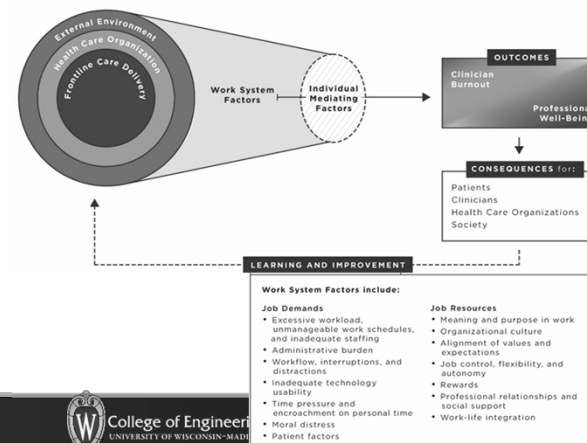 External Environment
Health Care Organization
Frontline Care Delivery
Work System
Factors
Individual
Mediating
Factors
OUTCOMES
Clinician
Burnout
Professiona
Well-Bein
CONSEQUENCES for:
Patients
Clinicians
Health Care Organizations
Society
LEARNING AND IMPROVEMENT
Work System Factors include:
Job Demands
• Excessive workload,
unmanageable work schedules,
and inadequate staffing
• Administrative burden
• Workflow, interruptions, and
distractions
• Inadequate technology
usability
• Time pressure and
encroachment on personal time
• Moral distress
• Patient factors
Job Resources
• Meaning and purpose in work
• Organizational culture
• Alignment of values and
expectations
• Job control, flexibility, and
autonomy
• Rewards
• Professional relationships and
social support
• Work-life integration
W
College of Engineeri
UNIVERSITY OF WISCONSIN-MADI